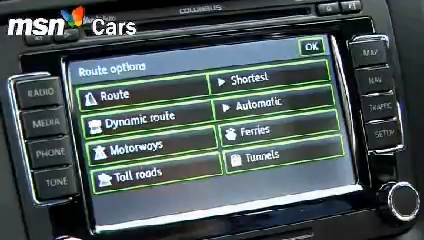 msn Cars
COLUMBUS
Route options
OK
Route
Shortest
Dynamic route
Automatic
Motorways
Ferries
Toll roads
Tunnels
RADIO
MEDIA
PHONE
TONE
MAP
NAV
TRAFFIC
SETUP